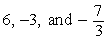 6, −3, and −7/3